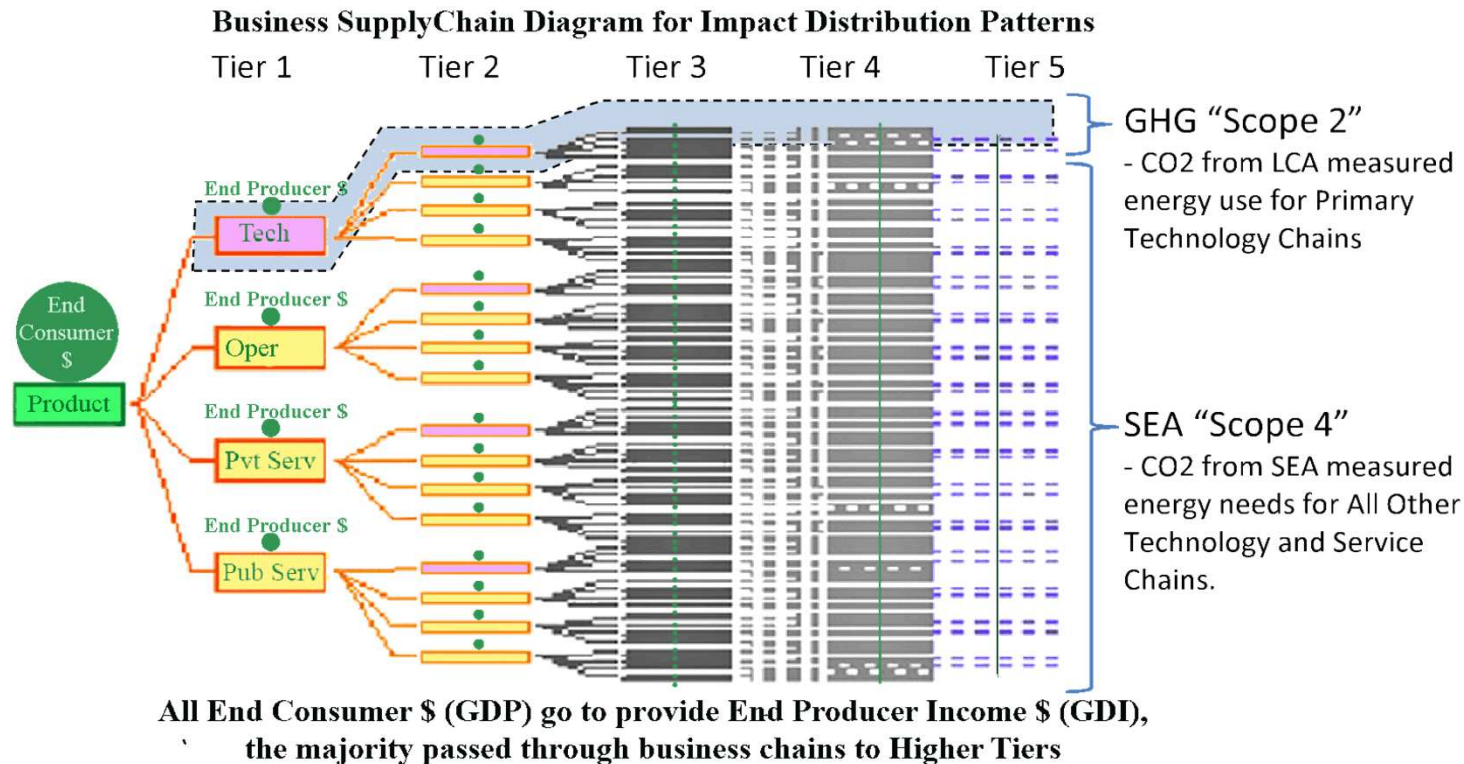 Business SupplyChain Diagram for Impact Distribution Patterns
Tier 1
Tier 2
Tier 3
Tier 4
Tier 5
End Producer $
Tech
End Producer $
Oper
End
Consumer
$
Product
End Producer $
Pvt Serv
End Producer $
Pub Serv
GHG “Scope 2”
- CO2 from LCA measured
energy use for Primary
Technology Chains
SEA “Scope 4”
- CO2 from SEA measured
energy needs for All Other
Technology and Service
Chains.
All End Consumer $ (GDP) go to provide End Producer Income $ (GDI),
the majority passed through business chains to Higher Tiers